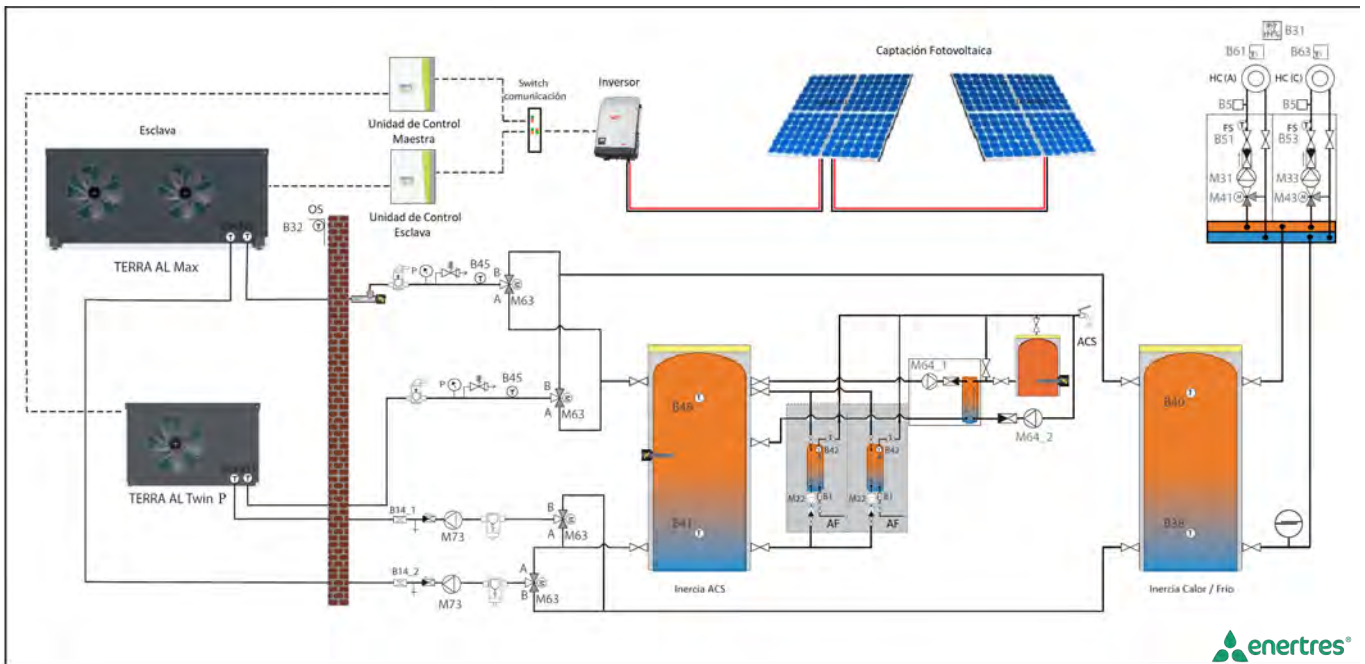 B31
B61
B63
Captación Fotovoltaica
Inversor
Switch
comunicación
HC (A)
HC (C)
Unidad de Control
Maestra
B5
B5
Esclava
FS
B51
FS
B53
M31
M33
Unidad de Control
Esclava
M41
M43
OS
B32
TERRA AL Max
P
B45
B
A
M63
ACS
M64_1
P
B45
B
A
M63
B48
B40
M64_2
B42
B42
TERRA AL Twin P
M22
B1
M22
B1
B14_1
M73
B
A
M63
AF
AF
B41
B38
B14_2
M73
A
B
M63
Inercia ACS
Inercia Calor / Frío
enertres®